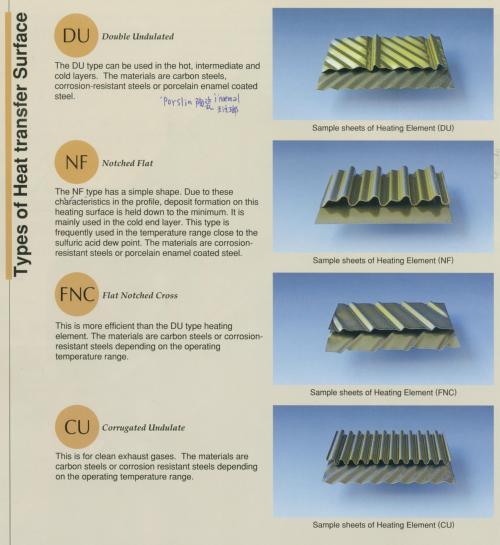 Types of Heat transfer Surface
DU Double Undulated
The DU type can be used in the hot, intermediate and
cold layers. The materials are carbon steels,
corrosion-resistant steels or porcelain enamel coated
steel.
Porslin 陶瓷
Sample sheets of Heating Element (DU)
NF Notched Flat
The NF type has a simple shape. Due to these
characteristics in the profile, deposit formation on this
heating surface is held down to the minimum. It is
mainly used in the cold end layer. This type is
frequently used in the temperature range close to the
sulfuric acid dew point. The materials are corrosion-
resistant steels or porcelain enamel coated steel.
Sample sheets of Heating Element (NF)
FNC Flat Notched Cross
This is more efficient than the DU type heating
element. The materials are carbon steels or corrosion-
resistant steels depending on the operating
temperature range.
Sample sheets of Heating Element (FNC)
CU Corrugated Undulate
This is for clean exhaust gases. The materials are
carbon steels or corrosion resistant steels depending
on the operating temperature range.
Sample sheets of Heating Element (CU)